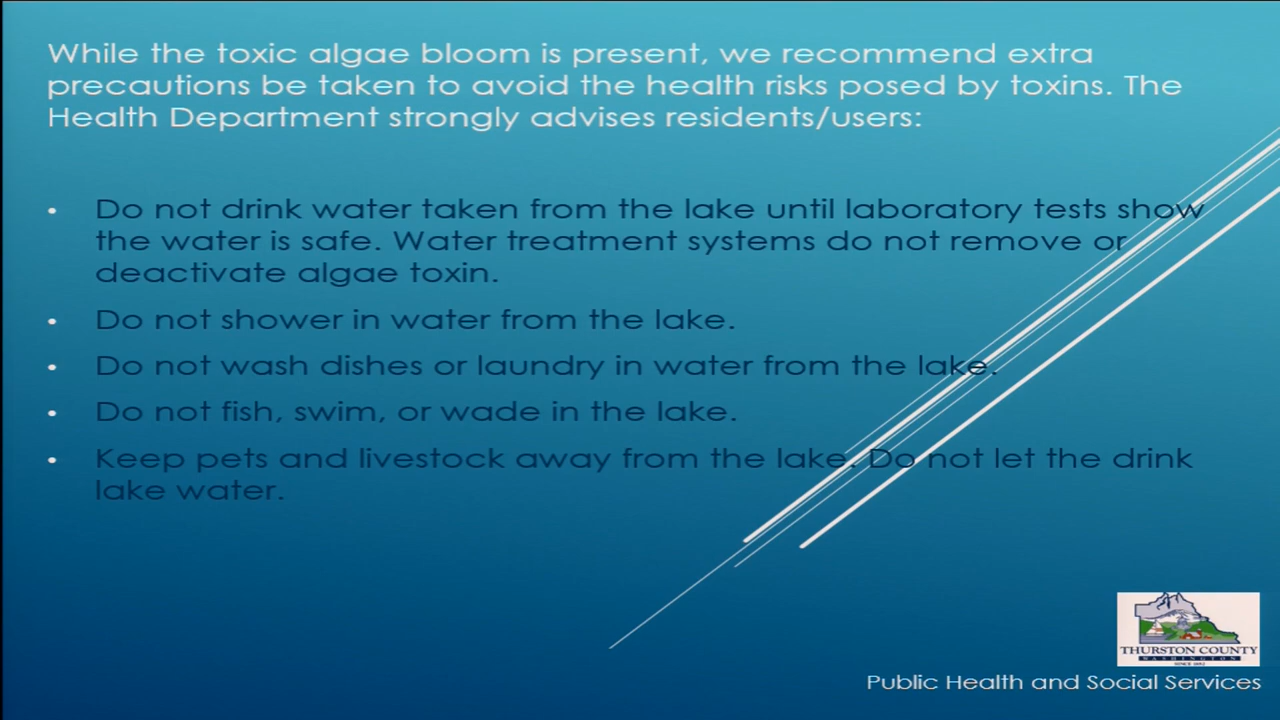 While the toxic algae bloom is present, we recommend extra
precautions be taken to avoid the health risks posed by toxins. The
Health Department strongly advises residents/users:
• Do not drink water taken from the lake until laboratory tests show
the water is safe. Water treatment systems do not remove or
deactivate algae toxin.
• Do not shower in water from the lake.
• Do not wash dishes or laundry in water from the lake.
• Do not fish, swim, or wade in the lake.
• Keep pets and livestock away from the lake. Do not let the drink
lake water.
THURSTON COUNTY
WASHINGTON
SINCE 1852
Public Health and Social Services